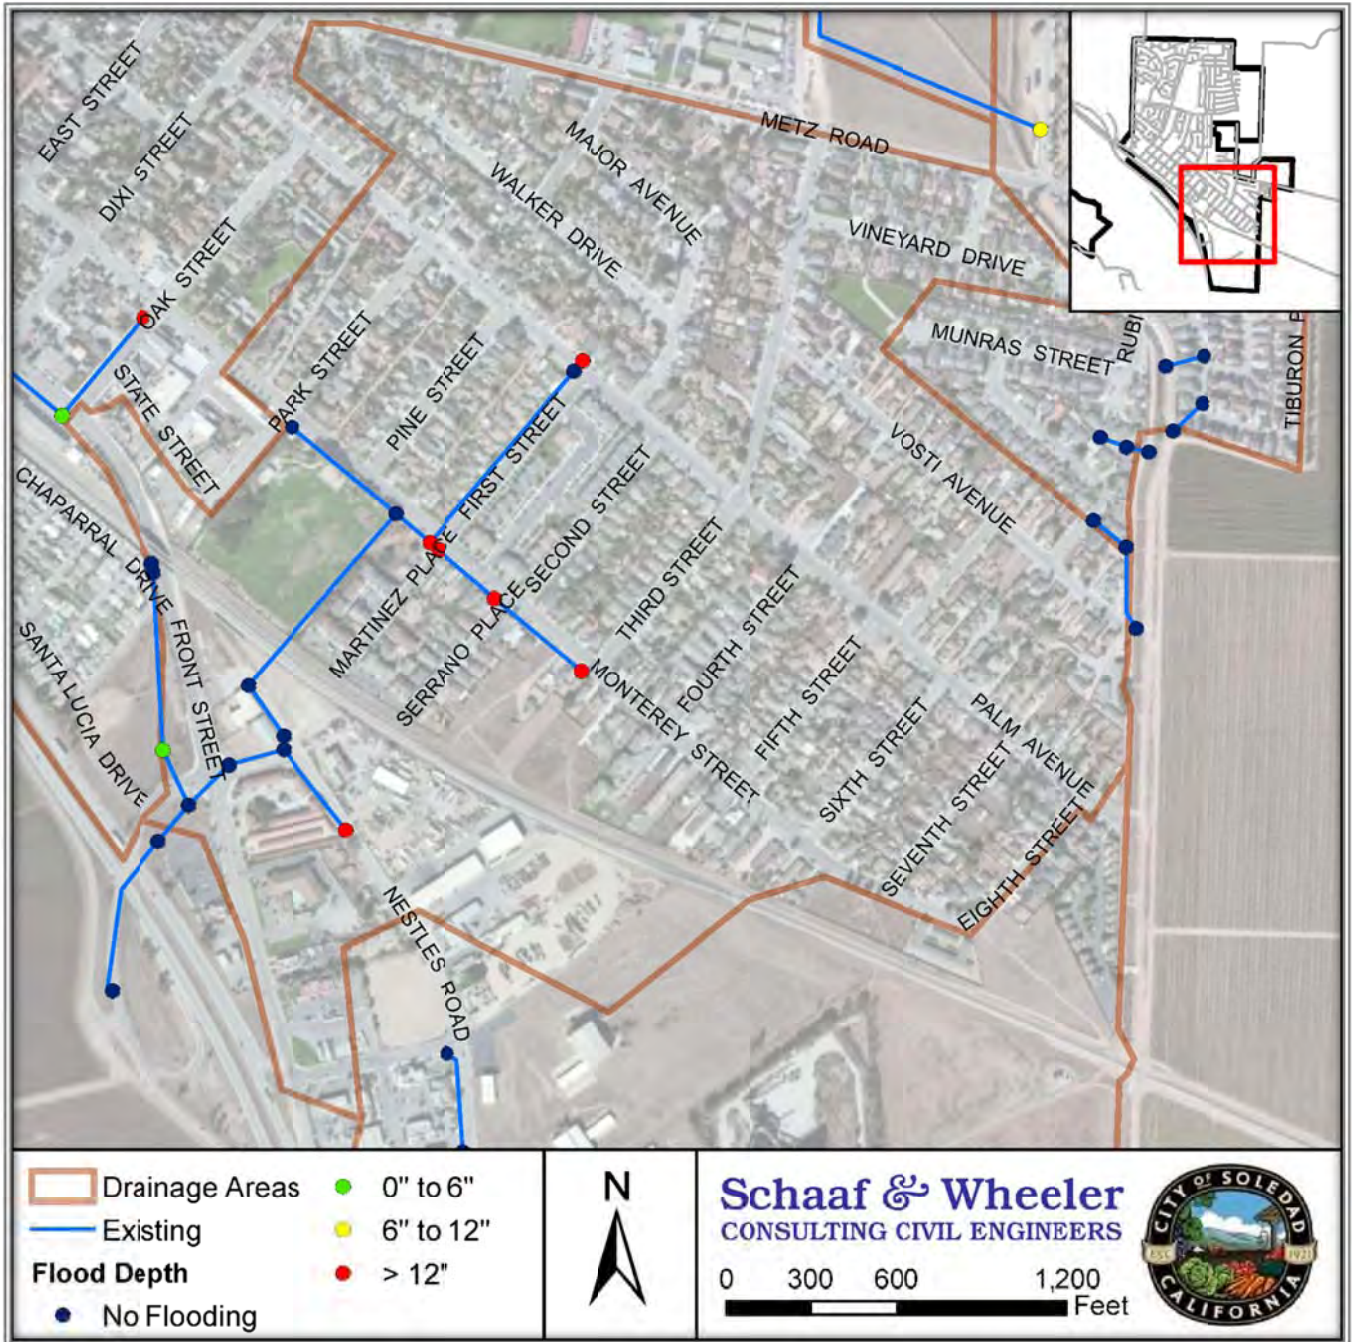 EAST STREET
DIXI STREET
OAK STREET
STATE STREET
PARK STREET
PINE STREET
WALKER DRIVE
MAJOR AVENUE
METZ ROAD
VINEYARD DRIVE
MUNRAS STREET
RUBI
TIBURON P
VOSTI AVENUE
FIRST STREET
SECOND STREET
THIRD STREET
FOURTH STREET
FIFTH STREET
SIXTH STREET
SEVENTH STREET
EIGHTH STREET
PALM AVENUE
MONTEREY STREET
MARTINEZ PLACE
SERRANO PLACE
CHAPARRAL DRIVE
FRONT STREET
SANTA LUCIA DRIVE
NESTLES ROAD
Drainage Areas
Existing
Flood Depth
No Flooding
0" to 6"
6" to 12"
> 12"
N
Schaaf & Wheeler
CONSULTING CIVIL ENGINEERS
0 300 600 1,200
Feet
CITY OF SOLEDAD
EST. 1921
CALIFORNIA